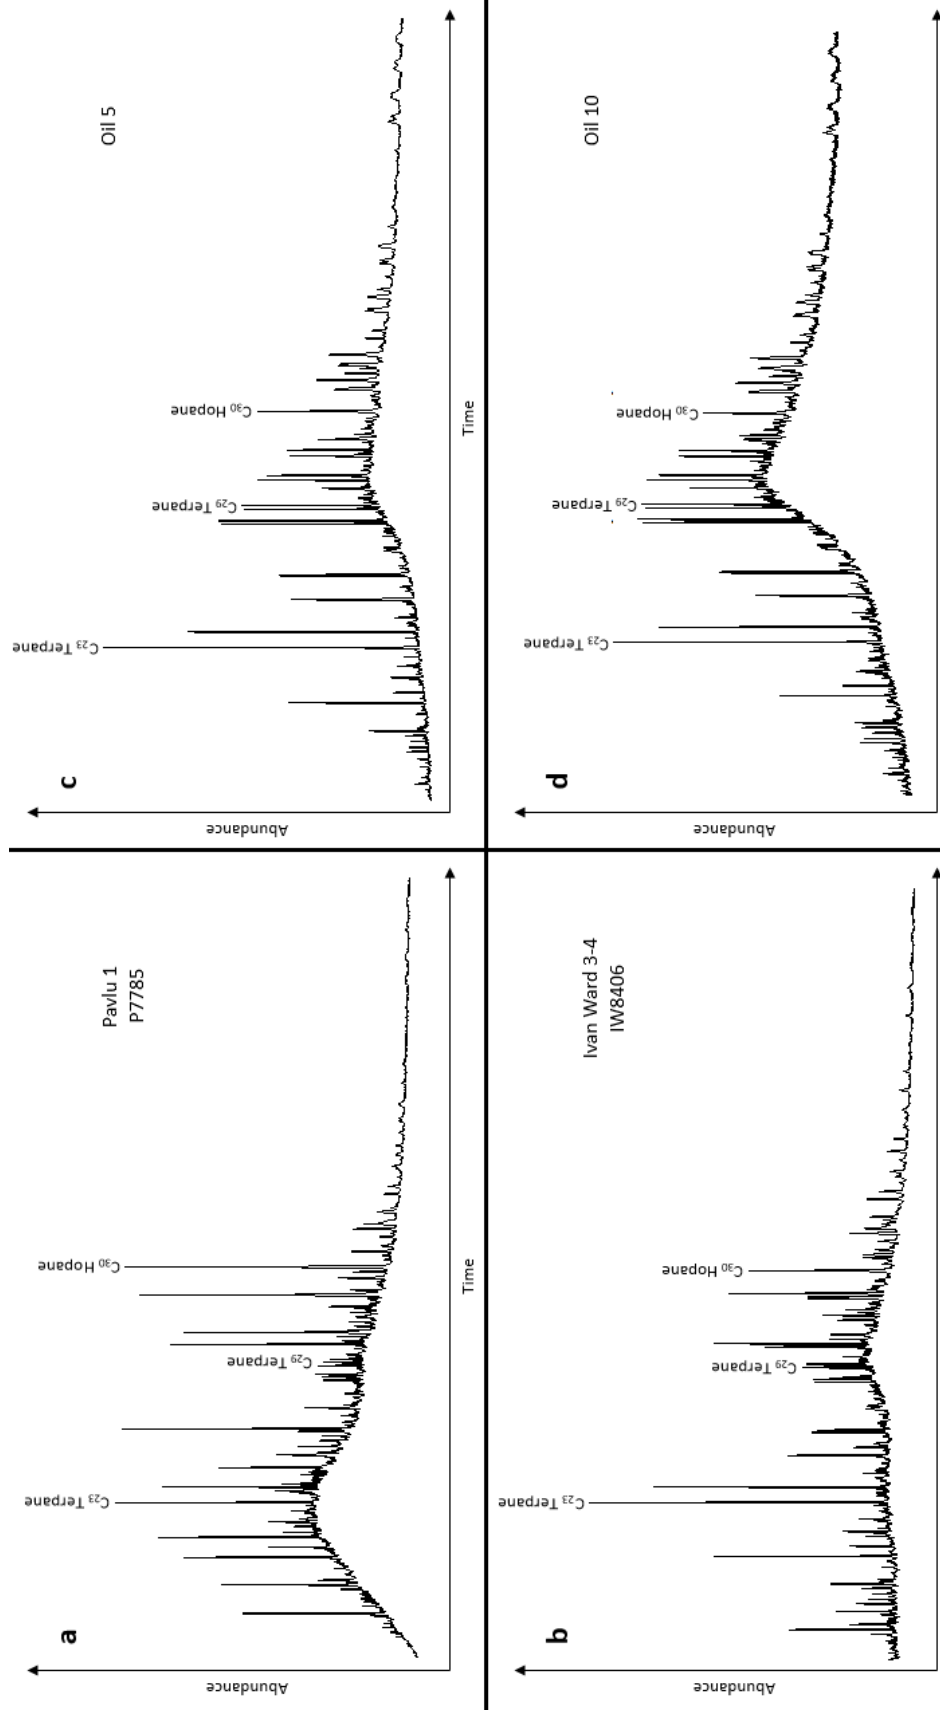 a
Pavlu 1
P7785
C23 Terpane
C29 Terpane
C30 Hopane
Abundance
Time
c
Oil 5
C23 Terpane
C29 Terpane
C30 Hopane
Abundance
Time
b
Ivan Ward 3-4
IW8406
C23 Terpane
C29 Terpane
C30 Hopane
Abundance
d
Oil 10
C23 Terpane
C29 Terpane
C30 Hopane
Abundance